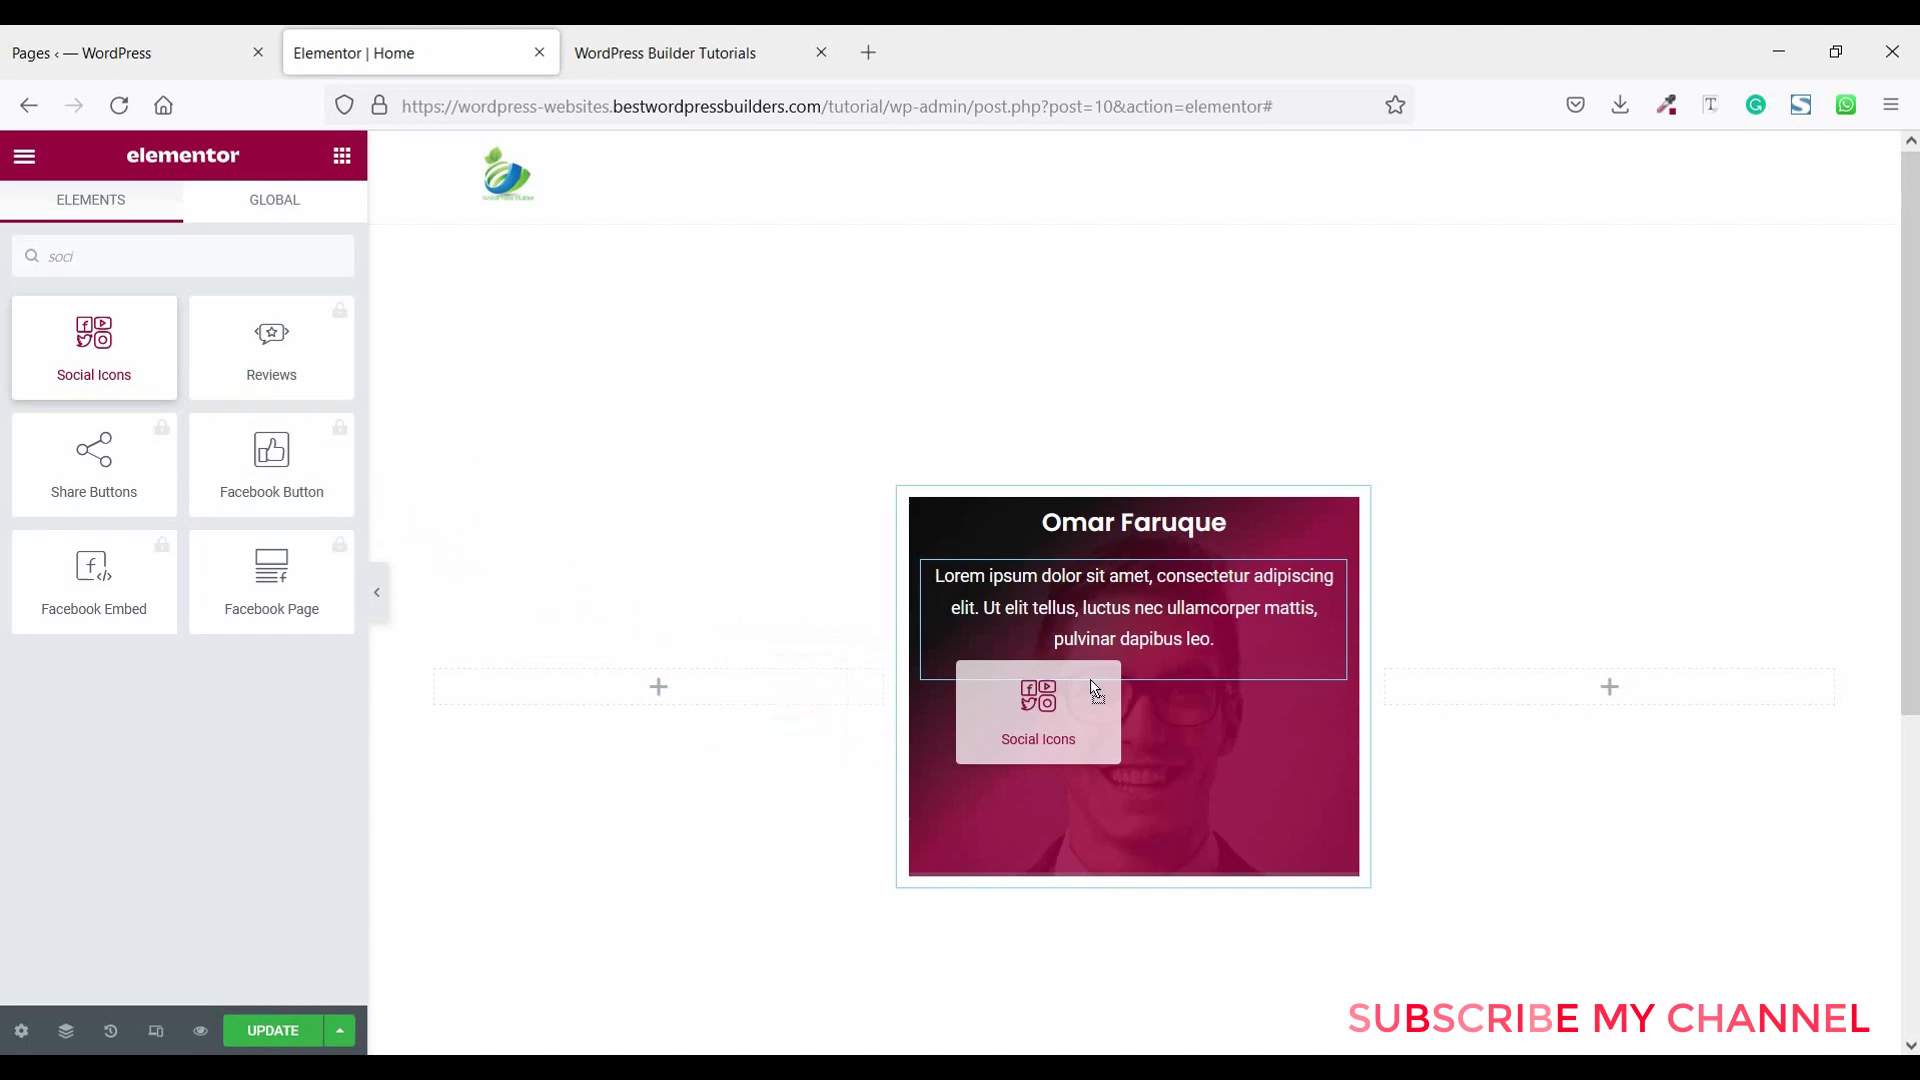 Pages ‹ — WordPress
Elementor | Home
WordPress Builder Tutorials
https://wordpress-websites.bestwordpressbuilders.com/tutorial/wp-admin/post.php?post=10&action=elementor#
elementor
ELEMENTS
GLOBAL
soci
Social Icons
Reviews
Share Buttons
Facebook Button
Facebook Embed
Facebook Page
WordPress Builder
Omar Faruque
Lorem ipsum dolor sit amet, consectetur adipiscing
elit. Ut elit tellus, luctus nec ullamcorper mattis,
pulvinar dapibus leo.
Social Icons
UPDATE
SUBSCRIBE MY CHANNEL